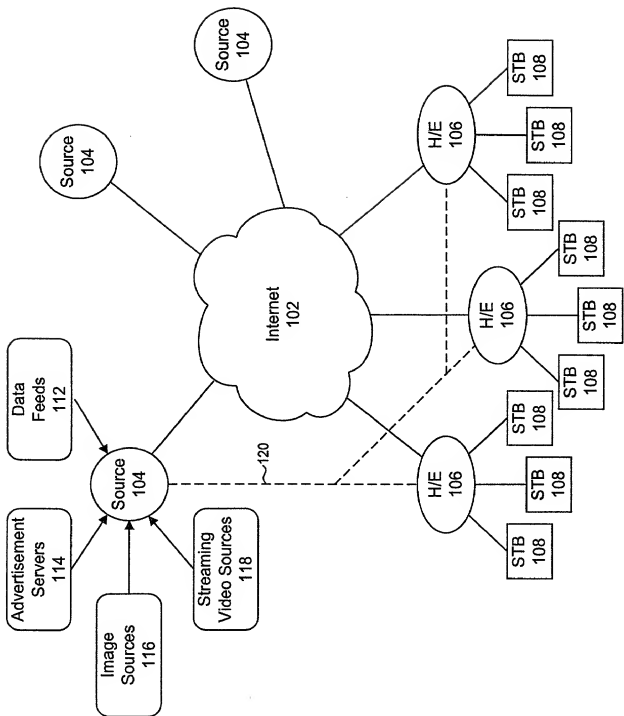 Advertisement
Servers
114
Data
Feeds
112
Source
104
Image
Sources
116
Source
104
Streaming
Video Sources
118
Source
104
120
Internet
102
H/E
106
H/E
106
H/E
106
STB
108
STB
108
STB
108
STB
108
STB
108
STB
108
STB
108
STB
108
STB
108